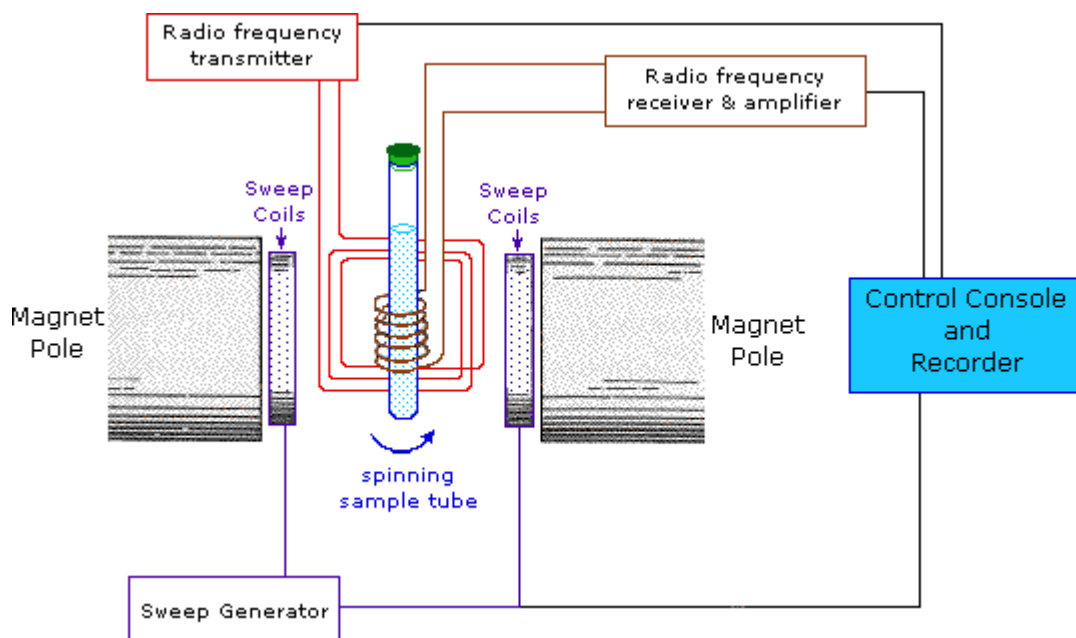 Radio frequency
transmitter
Radio frequency
receiver & amplifier
Sweep
Coils
Sweep
Coils
Magnet
Pole
Magnet
Pole
Control Console
and
Recorder
spinning
sample tube
Sweep Generator